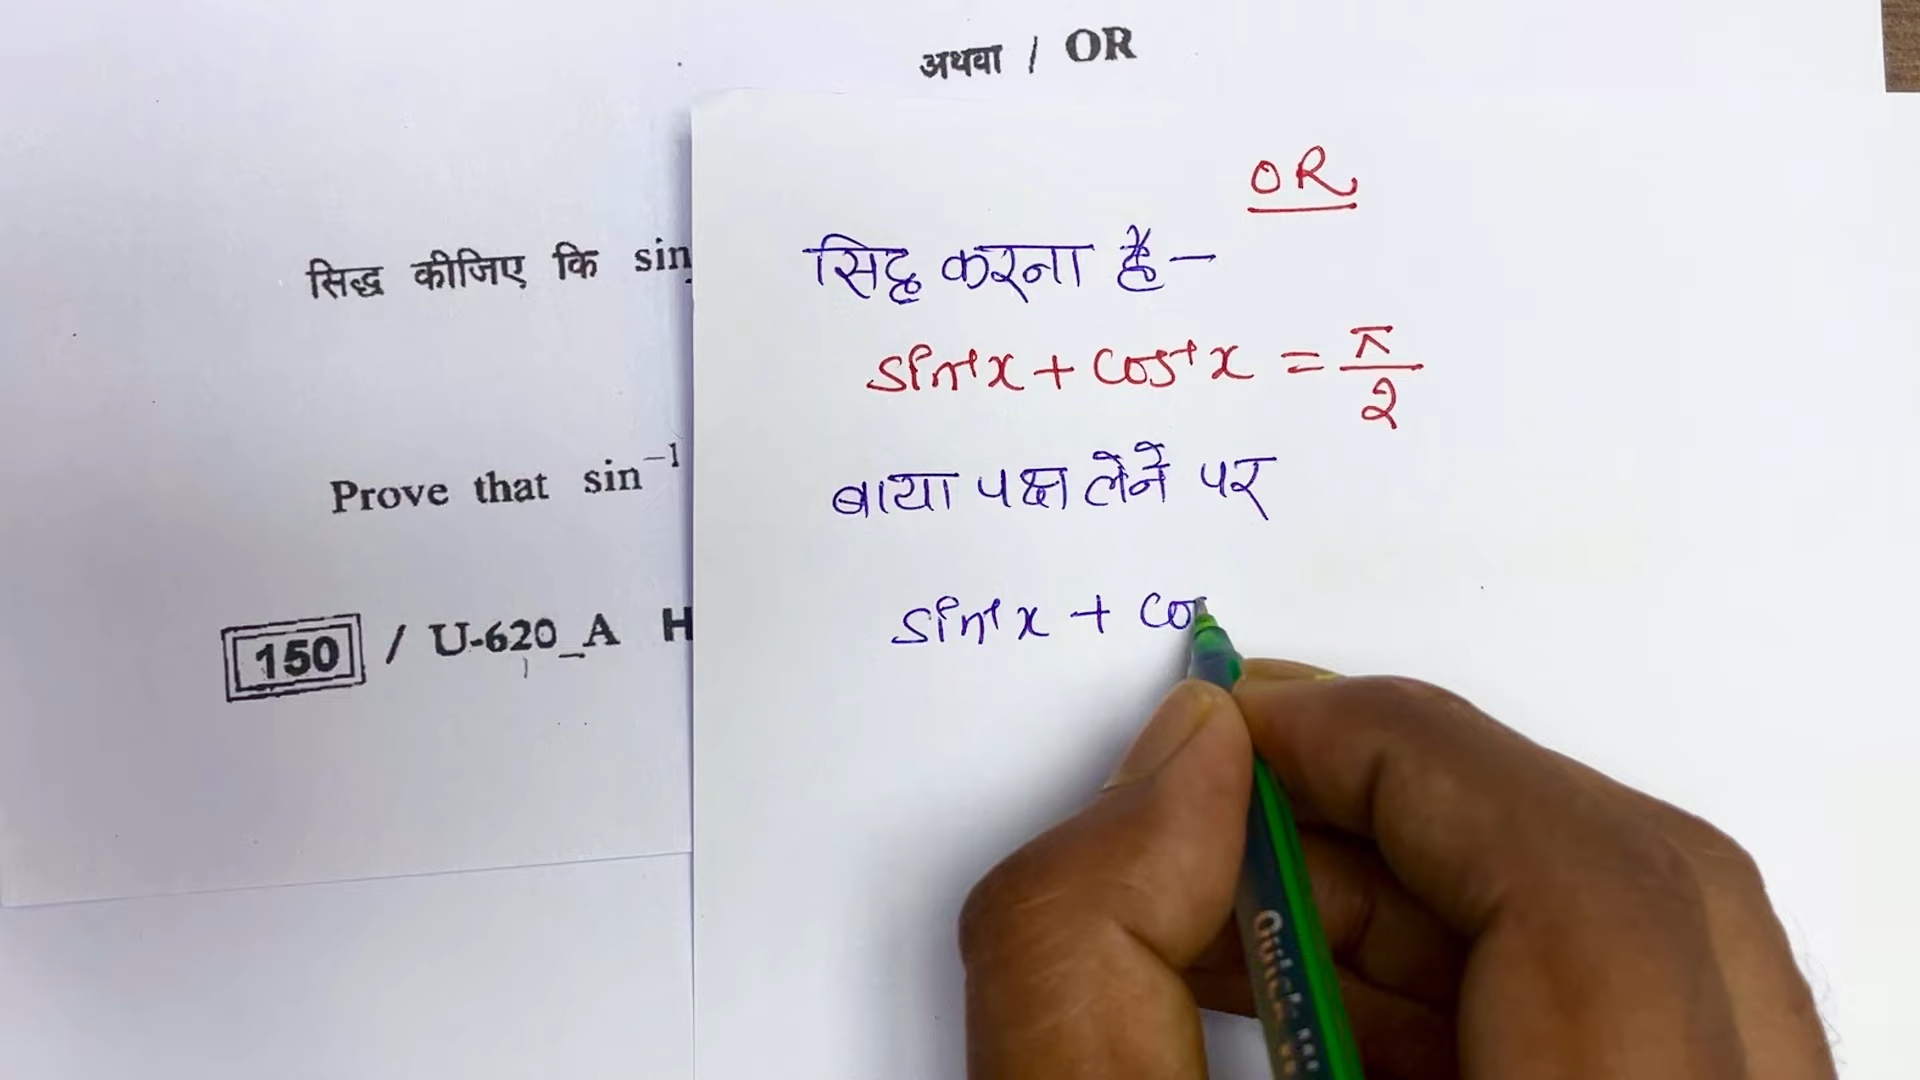 अथवा / OR
OR
सिद्ध कीजिए कि sin
सिद्ध करना है -
sin⁻¹x + cos⁻¹x = π/2
Prove that sin⁻¹
बाया पक्ष लेने पर
sin⁻¹x + cos
150 / U-620_A H